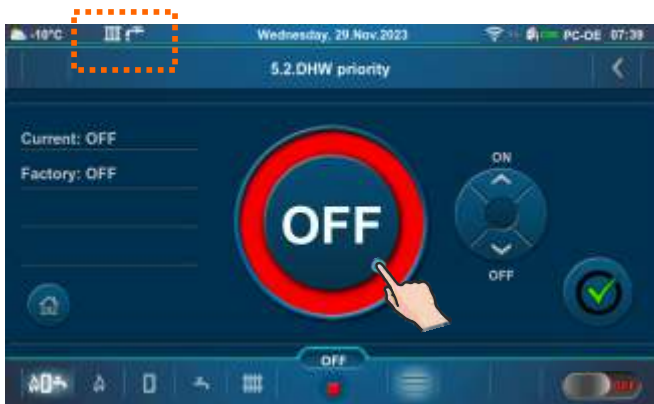 -10°C Wednesday, 29.Nov.2023 PC-OE 07:39
5.2.DHW priority
Current: OFF
Factory: OFF
OFF
ON
OFF
OFF
OFF